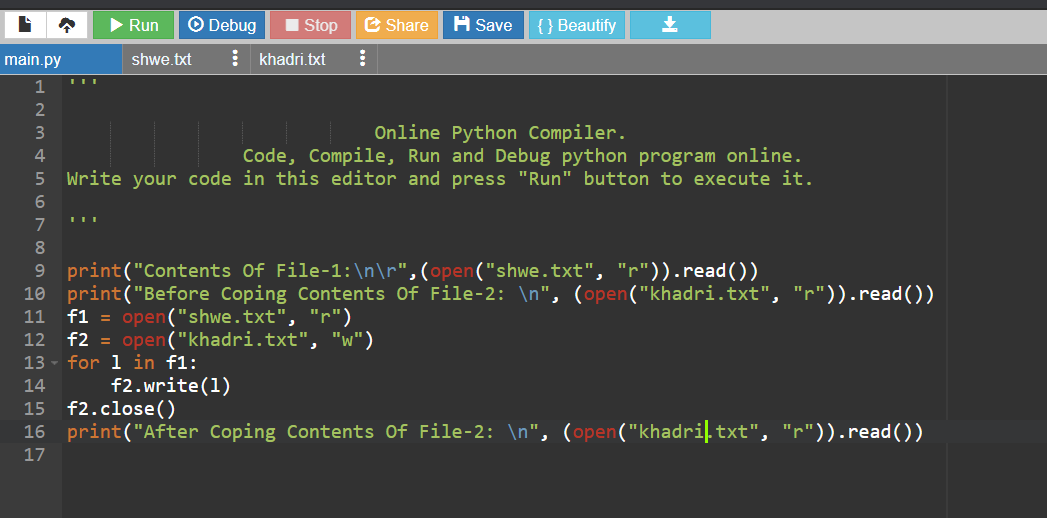 Run Debug Stop Share Save { } Beautify
main.py shwe.txt khadri.txt
1 '''
2
3 Online Python Compiler.
4 Code, Compile, Run and Debug python program online.
5 Write your code in this editor and press "Run" button to execute it.
6
7 '''
8
9 print("Contents Of File-1:\n\r",(open("shwe.txt", "r")).read())
10 print("Before Coping Contents Of File-2: \n", (open("khadri.txt", "r")).read())
11 f1 = open("shwe.txt", "r")
12 f2 = open("khadri.txt", "w")
13 for l in f1:
14     f2.write(l)
15 f2.close()
16 print("After Coping Contents Of File-2: \n", (open("khadri.txt", "r")).read())
17